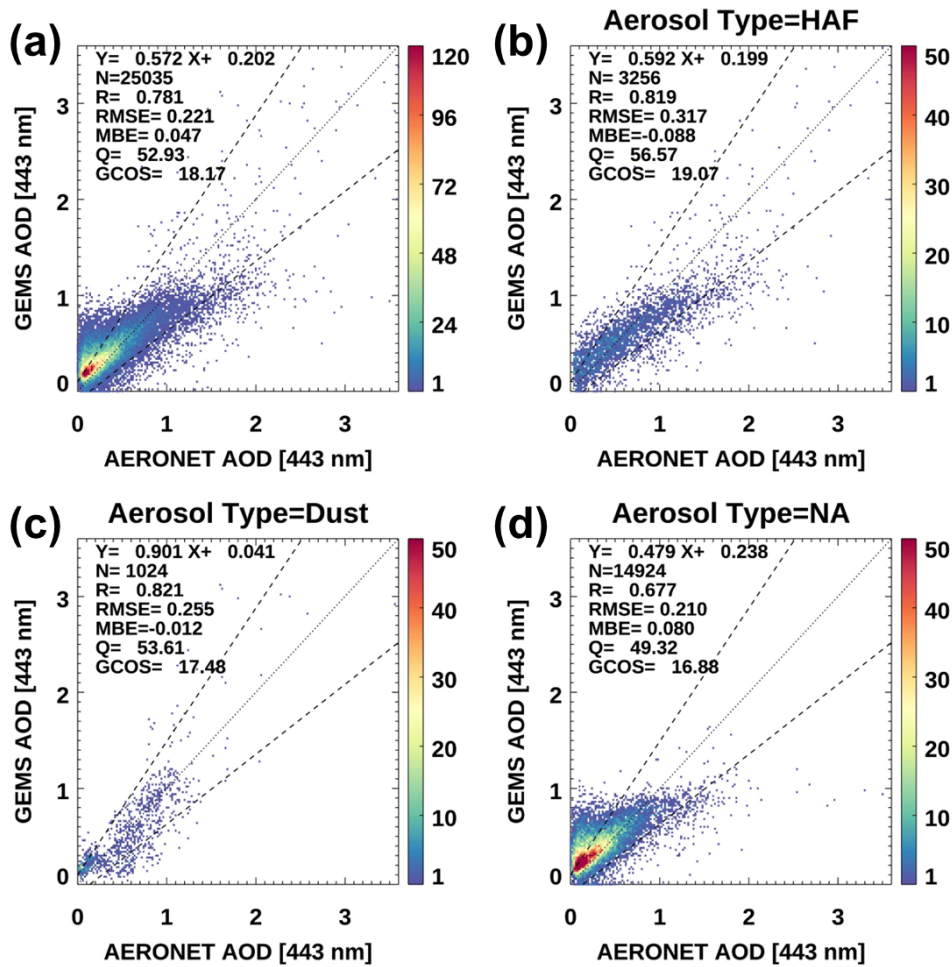 (a)
Y= 0.572 X+ 0.202
N=25035
R= 0.781
RMSE= 0.221
MBE= 0.047
Q= 52.93
GCOS= 18.17
GEMS AOD [443 nm]
3
2
1
0
0 1 2 3
AERONET AOD [443 nm]
120
96
72
48
24
1
(b)
Aerosol Type=HAF
Y= 0.592 X+ 0.199
N= 3256
R= 0.819
RMSE= 0.317
MBE=-0.088
Q= 56.57
GCOS= 19.07
GEMS AOD [443 nm]
3
2
1
0
0 1 2 3
AERONET AOD [443 nm]
50
40
30
20
10
1
(c)
Aerosol Type=Dust
Y= 0.901 X+ 0.041
N= 1024
R= 0.821
RMSE= 0.255
MBE=-0.012
Q= 53.61
GCOS= 17.48
GEMS AOD [443 nm]
3
2
1
0
0 1 2 3
AERONET AOD [443 nm]
50
40
30
20
10
1
(d)
Aerosol Type=NA
Y= 0.479 X+ 0.238
N=14924
R= 0.677
RMSE= 0.210
MBE= 0.080
Q= 49.32
GCOS= 16.88
GEMS AOD [443 nm]
3
2
1
0
0 1 2 3
AERONET AOD [443 nm]
50
40
30
20
10
1